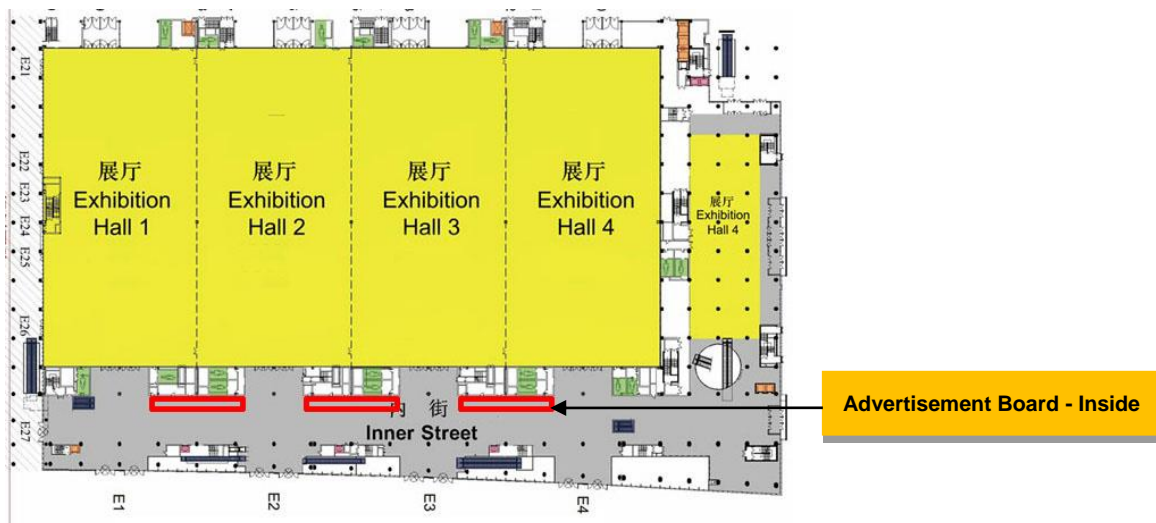 E21
E22
E23
E24
E25
E26
E27
展厅
Exhibition
Hall 1
展厅
Exhibition
Hall 2
展厅
Exhibition
Hall 3
展厅
Exhibition
Hall 4
展厅
Exhibition
Hall 4
内 街
Inner Street
Advertisement Board - Inside
E1
E2
E3
E4